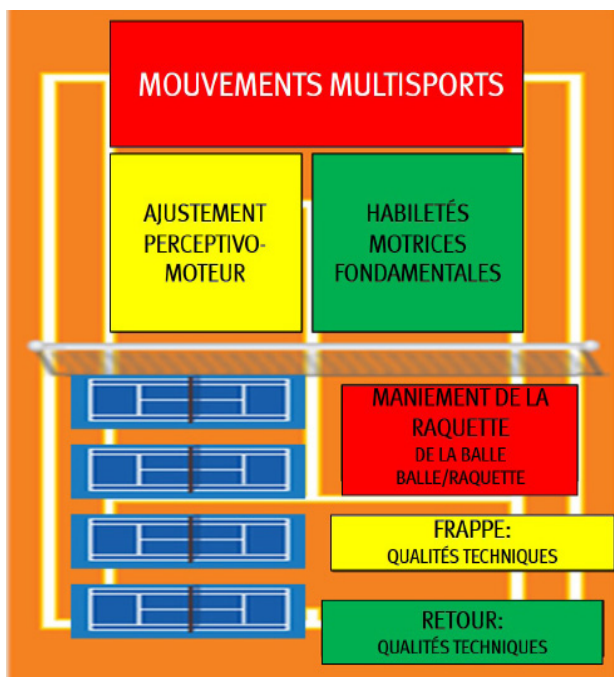 MOUVEMENTS MULTISPORTS
AJUSTEMENT
PERCEPTIVO-
MOTEUR
HABILETÉS
MOTRICES
FONDAMENTALES
MANIEMENT DE LA
RAQUETTE
DE LA BALLE
BALLE/RAQUETTE
FRAPPE:
QUALITÉS TECHNIQUES
RETOUR:
QUALITÉS TECHNIQUES